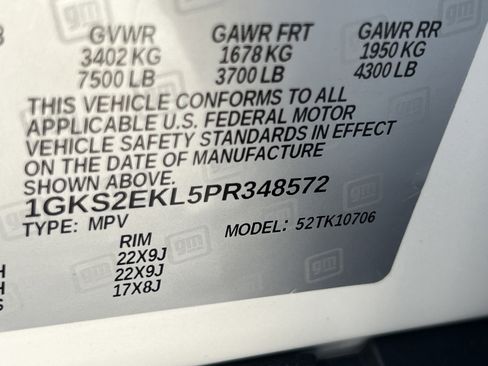 GVWR GAWR FRT GAWR RR
3402 KG 1678 KG 1950 KG
7500 LB 3700 LB 4300 LB
THIS VEHICLE CONFORMS TO ALL
APPLICABLE U.S. FEDERAL MOTOR
VEHICLE SAFETY STANDARDS IN EFFECT
ON THE DATE OF MANUFACTURE
SHOWN ABOVE.
1GKS2EKL5PR348572
TYPE: MPV MODEL: 52TK10706
RIM
22X9J
22X9J
17X8J
gm